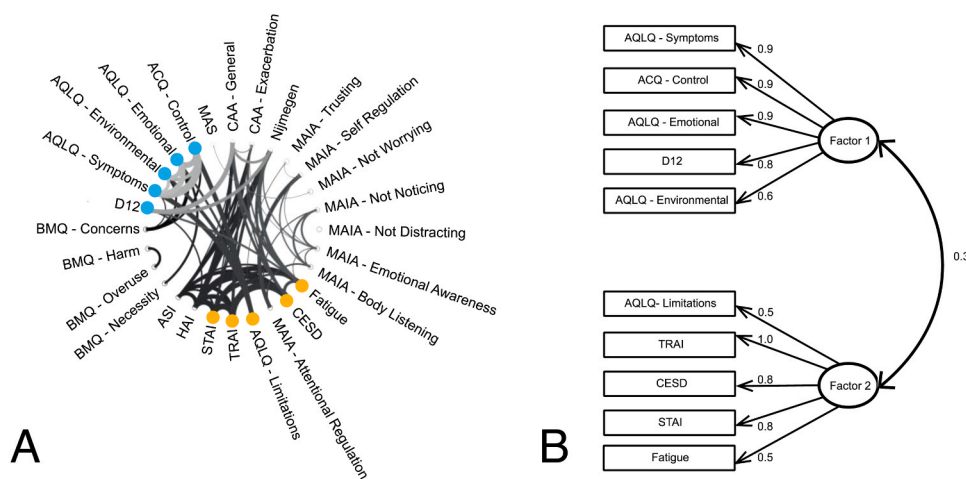 CAA - Exacerbation
CAA - General
Nijmegen
MAS
ACQ - Control
AQLQ - Emotional
AQLQ - Environmental
AQLQ - Symptoms
D12
BMQ - Concerns
BMQ - Harm
BMQ - Overuse
BMQ - Necessity
ASI
HAI
STAI
TRAI
AQLQ - Limitations
MAIA - Attentional Regulation
CESD
Fatigue
MAIA - Body Listening
MAIA - Emotional Awareness
MAIA - Not Distracting
MAIA - Not Noticing
MAIA - Not Worrying
MAIA - Self Regulation
MAIA - Trusting
A
AQLQ - Symptoms
0.9
ACQ - Control
0.9
AQLQ - Emotional
0.9
Factor 1
D12
0.8
AQLQ - Environmental
0.6
0.3
AQLQ- Limitations
0.5
TRAI
1.0
CESD
0.8
Factor 2
STAI
0.8
Fatigue
0.5
B